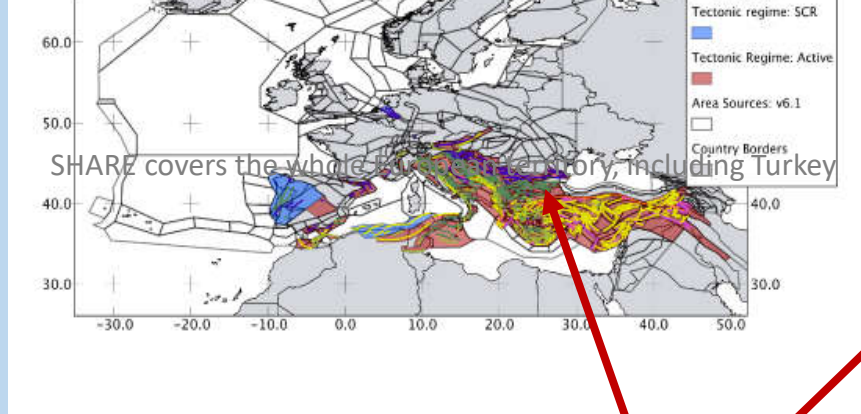 Tectonic regime: SCR
60.0
Tectonic Regime: Active
Area Sources: v6.1
50.0
Country Borders
SHARE covers the whole European territory, including Turkey
40.0 40.0
30.0 30.0
-30.0 -20.0 -10.0 0.0 10.0 20.0 30.0 40.0 50.0